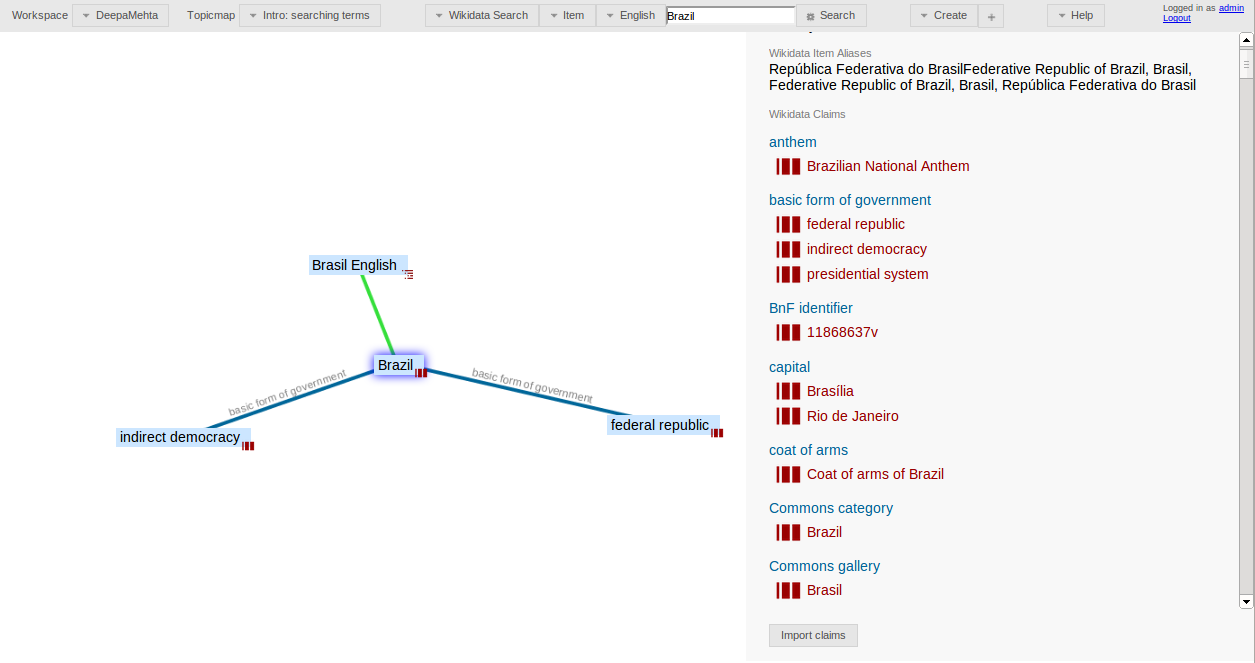 Workspace DeepaMehta Topicmap Intro: searching terms Wikidata Search Item English Brazil Search Create + Help Logged in as admin
Logout
Wikidata Item Aliases
República Federativa do BrasilFederative Republic of Brazil, Brasil,
Federative Republic of Brazil, Brasil, República Federativa do Brasil
Wikidata Claims
anthem
Brazilian National Anthem
basic form of government
federal republic
indirect democracy
presidential system
BnF identifier
11868637v
capital
Brasília
Rio de Janeiro
coat of arms
Coat of arms of Brazil
Commons category
Brazil
Commons gallery
Brasil
Import claims
Brasil English
Brazil
basic form of government
basic form of government
indirect democracy
federal republic